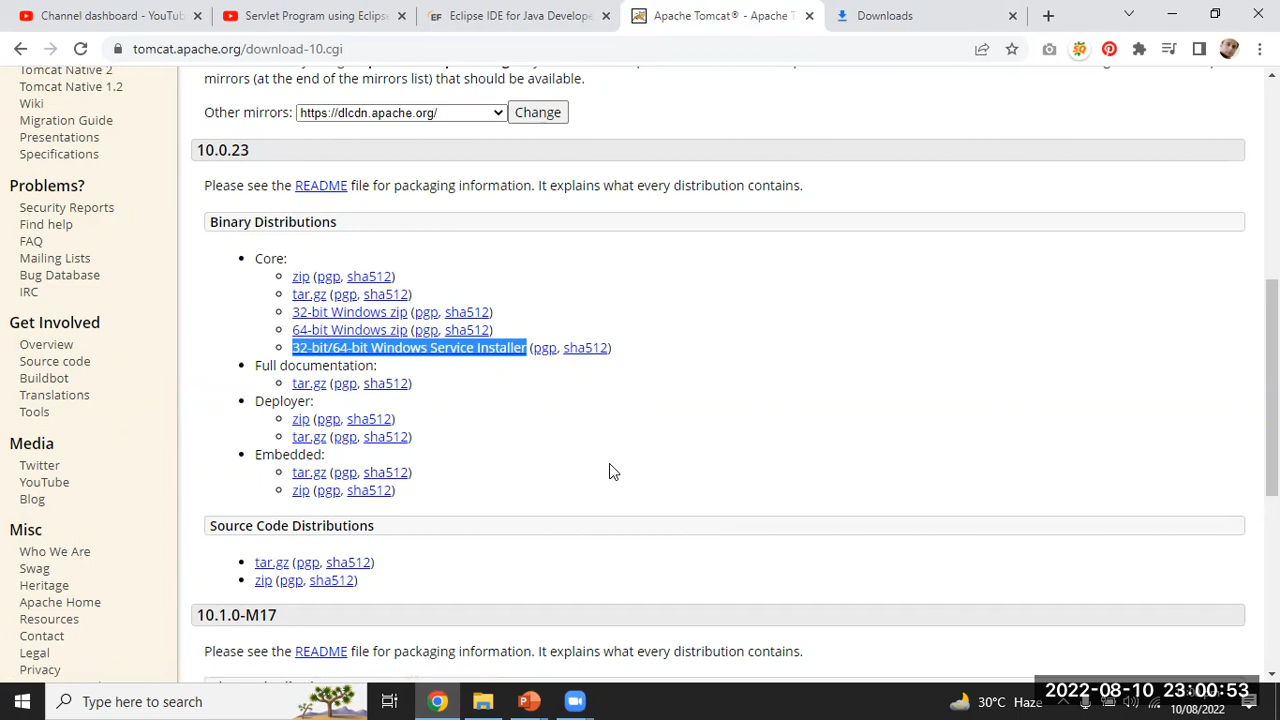 Channel dashboard - YouTu
Servlet Program using Eclips
Eclipse IDE for Java Develope
Apache Tomcat® - Apache T
Downloads
tomcat.apache.org/download-10.cgi
Tomcat Native 2
Tomcat Native 1.2
Wiki
Migration Guide
Presentations
Specifications
Problems?
Security Reports
Find help
FAQ
Mailing Lists
Bug Database
IRC
Get Involved
Overview
Source code
Buildbot
Translations
Tools
Media
Twitter
YouTube
Blog
Misc
Who We Are
Swag
Heritage
Apache Home
Resources
Contact
Legal
Privacy
mirrors (at the end of the mirrors list) that should be available.
Other mirrors: https://dlcdn.apache.org/ Change
10.0.23
Please see the README file for packaging information. It explains what every distribution contains.
Binary Distributions
Core:
zip (pgp, sha512)
tar.gz (pgp, sha512)
32-bit Windows zip (pgp, sha512)
64-bit Windows zip (pgp, sha512)
32-bit/64-bit Windows Service Installer (pgp, sha512)
Full documentation:
tar.gz (pgp, sha512)
Deployer:
zip (pgp, sha512)
tar.gz (pgp, sha512)
Embedded:
tar.gz (pgp, sha512)
zip (pgp, sha512)
Source Code Distributions
tar.gz (pgp, sha512)
zip (pgp, sha512)
10.1.0-M17
Please see the README file for packaging information. It explains what every distribution contains.
Type here to search
30°C Haze
2022-08-10 23:00:53
10/08/2022